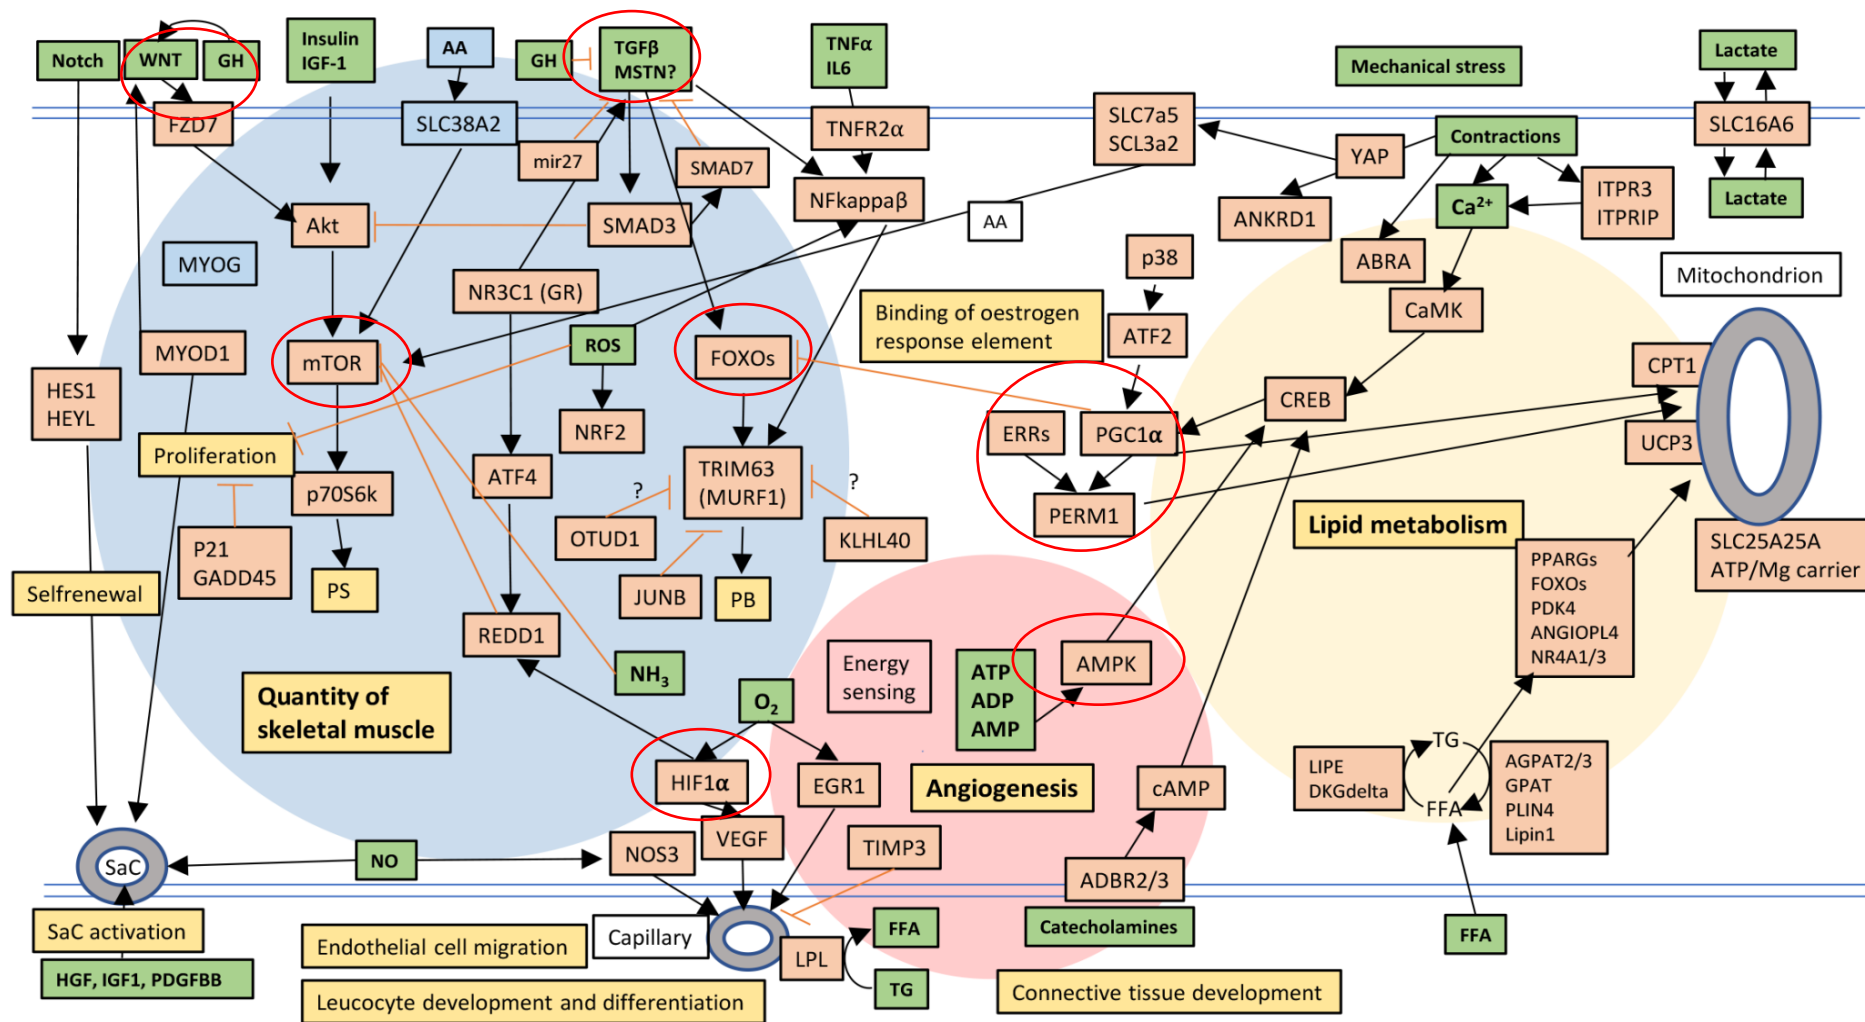 Notch
WNT
GH
Insulin
IGF-1
AA
GH
TGFβ
MSTN?
TNFα
IL6
Mechanical stress
Lactate
FZD7
SLC38A2
mir27
SMAD7
TNFR2α
SLC7a5
SCL3a2
YAP
Contractions
SLC16A6
Akt
SMAD3
NFkappaβ
AA
ANKRD1
Ca²⁺
ITPR3
ITPRIP
Lactate
MYOG
NR3C1 (GR)
p38
ABRA
Mitochondrion
MYOD1
mTOR
ROS
FOXOs
Binding of oestrogen
response element
ATF2
CaMK
CPT1
HES1
HEYL
NRF2
ERRs
PGC1α
CREB
UCP3
Proliferation
p70S6k
ATF4
TRIM63
(MURF1)
?
?
PERM1
Lipid metabolism
P21
GADD45
OTUD1
KLHL40
SLC25A25A
ATP/Mg carrier
Selfrenewal
PS
JUNB
PB
PPARGs
FOXOs
PDK4
ANGIOPL4
NR4A1/3
REDD1
NH₃
Energy
sensing
ATP
ADP
AMP
AMPK
Quantity of
skeletal muscle
O₂
HIF1α
EGR1
Angiogenesis
cAMP
LIPE
DKGdelta
TG
FFA
AGPAT2/3
GPAT
PLIN4
Lipin1
VEGF
SaC
NO
NOS3
TIMP3
ADBR2/3
SaC activation
Endothelial cell migration
Capillary
LPL
FFA
Catecholamines
FFA
HGF, IGF1, PDGFBB
Leucocyte development and differentiation
TG
Connective tissue development